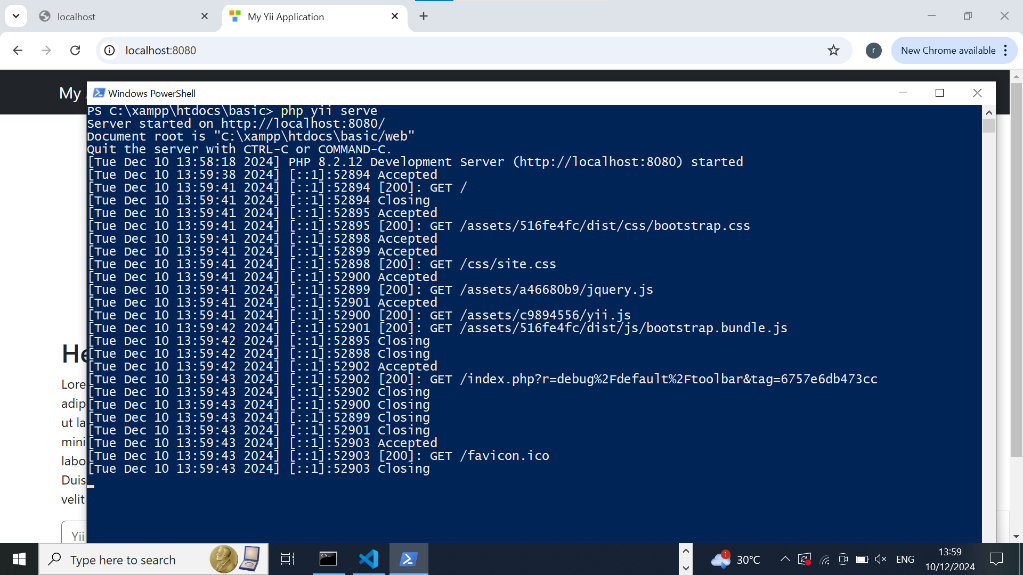 localhost
My Yii Application
localhost:8080
r
New Chrome available
My
Windows PowerShell
PS C:\xampp\htdocs\basic> php yii serve
Server started on http://localhost:8080/
Document root is "C:\xampp\htdocs\basic/web"
Quit the server with CTRL-C or COMMAND-C.
[Tue Dec 10 13:58:18 2024] PHP 8.2.12 Development Server (http://localhost:8080) started
[Tue Dec 10 13:59:38 2024] [::1]:52894 Accepted
[Tue Dec 10 13:59:41 2024] [::1]:52894 [200]: GET /
[Tue Dec 10 13:59:41 2024] [::1]:52894 Closing
[Tue Dec 10 13:59:41 2024] [::1]:52895 Accepted
[Tue Dec 10 13:59:41 2024] [::1]:52895 [200]: GET /assets/516fe4fc/dist/css/bootstrap.css
[Tue Dec 10 13:59:41 2024] [::1]:52898 Accepted
[Tue Dec 10 13:59:41 2024] [::1]:52899 Accepted
[Tue Dec 10 13:59:41 2024] [::1]:52898 [200]: GET /css/site.css
[Tue Dec 10 13:59:41 2024] [::1]:52900 Accepted
[Tue Dec 10 13:59:41 2024] [::1]:52899 [200]: GET /assets/a46680b9/jquery.js
[Tue Dec 10 13:59:41 2024] [::1]:52901 Accepted
[Tue Dec 10 13:59:41 2024] [::1]:52900 [200]: GET /assets/c9894556/yii.js
[Tue Dec 10 13:59:42 2024] [::1]:52901 [200]: GET /assets/516fe4fc/dist/js/bootstrap.bundle.js
[Tue Dec 10 13:59:42 2024] [::1]:52895 Closing
[Tue Dec 10 13:59:42 2024] [::1]:52898 Closing
[Tue Dec 10 13:59:42 2024] [::1]:52902 Accepted
[Tue Dec 10 13:59:43 2024] [::1]:52902 [200]: GET /index.php?r=debug%2Fdefault%2Ftoolbar&tag=6757e6db473cc
[Tue Dec 10 13:59:43 2024] [::1]:52902 Closing
[Tue Dec 10 13:59:43 2024] [::1]:52900 Closing
[Tue Dec 10 13:59:43 2024] [::1]:52899 Closing
[Tue Dec 10 13:59:43 2024] [::1]:52901 Closing
[Tue Dec 10 13:59:43 2024] [::1]:52903 Accepted
[Tue Dec 10 13:59:43 2024] [::1]:52903 [200]: GET /favicon.ico
[Tue Dec 10 13:59:43 2024] [::1]:52903 Closing
He
Lore
adip
ut la
mini
labo
Duis
velit
Yii
Type here to search
1
30°C
ENG
13:59
10/12/2024